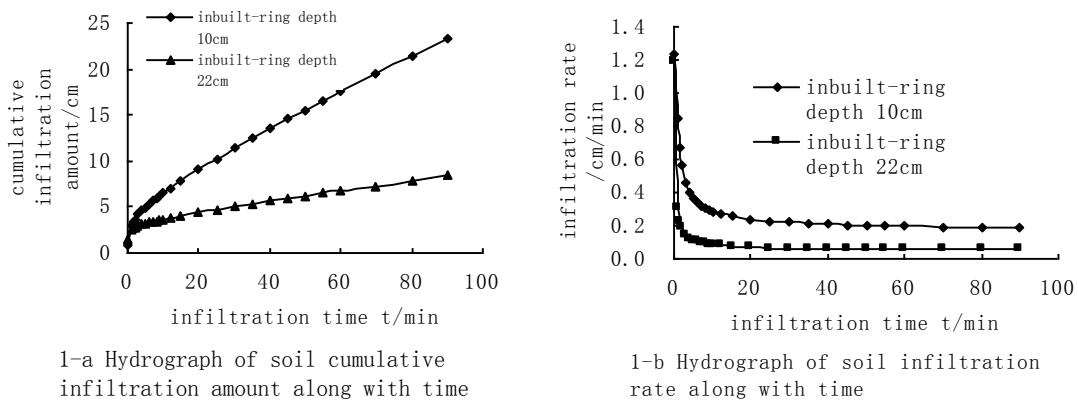 cumulative
infiltration
amount/cm
25
20
15
10
5
0
inbuilt-ring depth
10cm
inbuilt-ring depth
22cm
0 20 40 60 80 100
infiltration time t/min
1-a Hydrograph of soil cumulative
infiltration amount along with time
infiltration rate
/cm/min
1.4
1.2
1.0
0.8
0.6
0.4
0.2
0.0
inbuilt-ring
depth 10cm
inbuilt-ring
depth 22cm
0 20 40 60 80 100
infiltration time t/min
1-b Hydrograph of soil infiltration
rate along with time